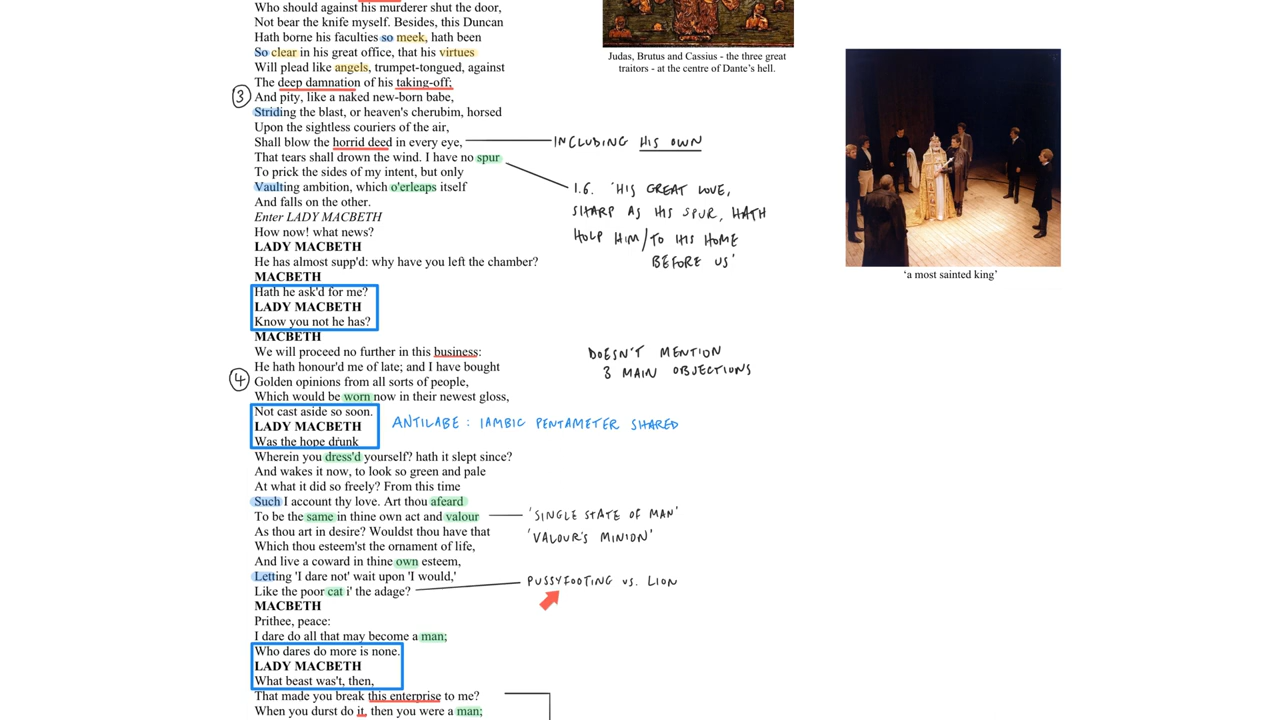 Who should against his murderer shut the door,
Not bear the knife myself. Besides, this Duncan
Hath borne his faculties so meek, hath been
So clear in his great office, that his virtues
Will plead like angels, trumpet-tongued, against
The deep damnation of his taking-off;
3 And pity, like a naked new-born babe,
Striding the blast, or heaven's cherubim, horsed
Upon the sightless couriers of the air,
Shall blow the horrid deed in every eye,
That tears shall drown the wind. I have no spur
To prick the sides of my intent, but only
Vaulting ambition, which o'erleaps itself
And falls on the other.
Enter LADY MACBETH
How now! what news?
LADY MACBETH
He has almost supp'd: why have you left the chamber?
MACBETH
Hath he ask'd for me?
LADY MACBETH
Know you not he has?
MACBETH
We will proceed no further in this business:
He hath honour'd me of late; and I have bought
4 Golden opinions from all sorts of people,
Which would be worn now in their newest gloss,
Not cast aside so soon.
LADY MACBETH
Was the hope drunk
Wherein you dress'd yourself? hath it slept since?
And wakes it now, to look so green and pale
At what it did so freely? From this time
Such I account thy love. Art thou afeard
To be the same in thine own act and valour
As thou art in desire? Wouldst thou have that
Which thou esteem'st the ornament of life,
And live a coward in thine own esteem,
Letting 'I dare not' wait upon 'I would,'
Like the poor cat i' the adage?
MACBETH
Prithee, peace:
I dare do all that may become a man;
Who dares do more is none.
LADY MACBETH
What beast was't, then,
That made you break this enterprise to me?
When you durst do it, then you were a man;
INCLUDING HIS OWN
1.6. 'HIS GREAT LOVE,
SHARP AS HIS SPUR, HATH
HOLP HIM/TO HIS HOME
BEFORE US'
DOESN'T MENTION
3 MAIN OBJECTIONS
ANTILABE: IAMBIC PENTAMETER SHARED
'SINGLE STATE OF MAN'
'VALOUR'S MINION'
PUSSYFOOTING VS. LION
Judas, Brutus and Cassius - the three great
traitors - at the centre of Dante's hell.
'a most sainted king'